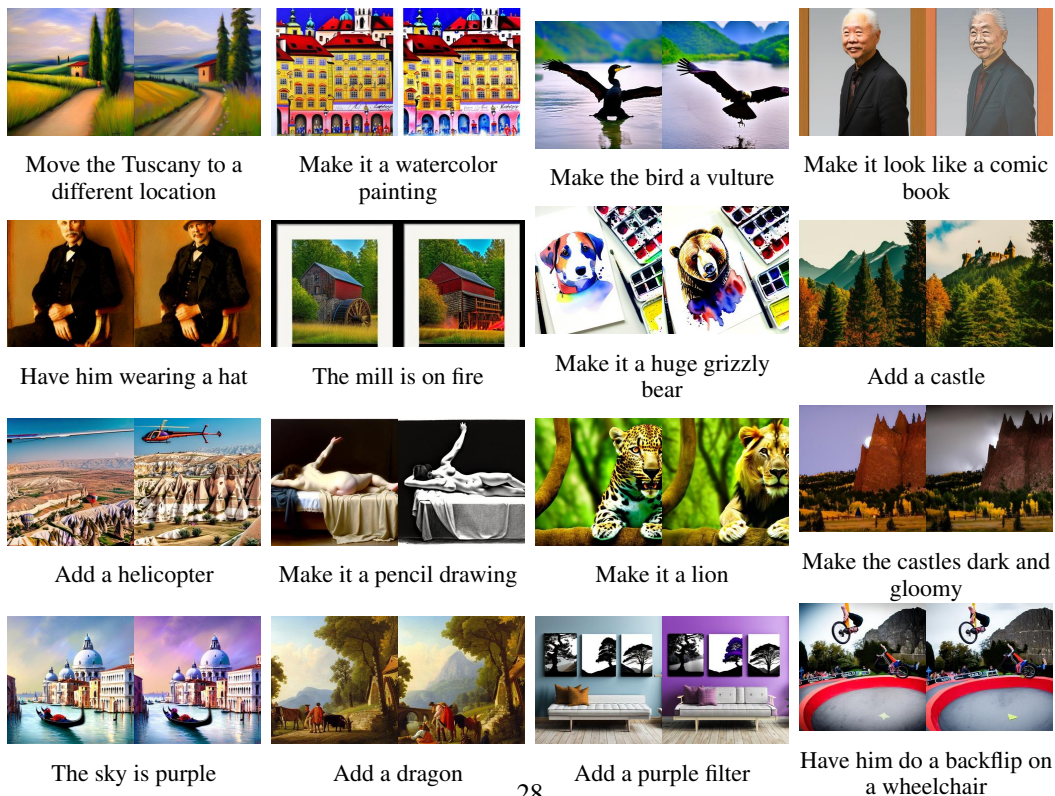 Move the Tuscany to a
different location
Make it a watercolor
painting
Make the bird a vulture
Make it look like a comic
book
Have him wearing a hat
The mill is on fire
Make it a huge grizzly
bear
Add a castle
Add a helicopter
Make it a pencil drawing
Make it a lion
Make the castles dark and
gloomy
The sky is purple
Add a dragon
Add a purple filter
Have him do a backflip on
a wheelchair
28